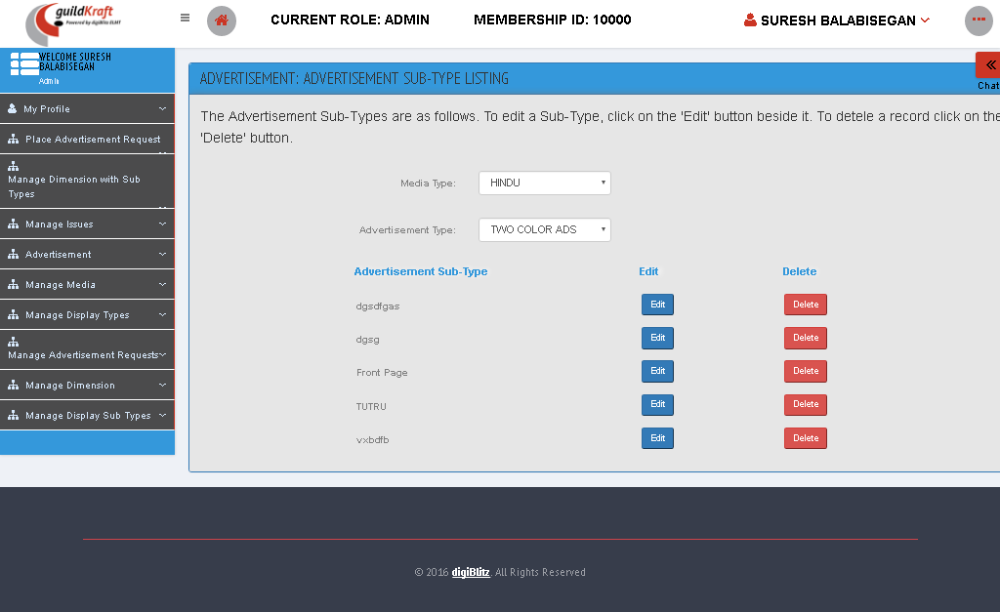 guildKraft
Powered by digiBlitz ELMT
CURRENT ROLE: ADMIN
MEMBERSHIP ID: 10000
SURESH BALABISEGAN
WELCOME SURESH
BALABISEGAN
Admin
Chat
My Profile
Place Advertisement Request
Manage Dimension with Sub
Types
Manage Issues
Advertisement
Manage Media
Manage Display Types
Manage Advertisement Requests
Manage Dimension
Manage Display Sub Types
ADVERTISEMENT: ADVERTISEMENT SUB-TYPE LISTING
The Advertisement Sub-Types are as follows. To edit a Sub-Type, click on the 'Edit' button beside it. To detele a record click on the
'Delete' button.
Media Type: HINDU
Advertisement Type: TWO COLOR ADS
Advertisement Sub-Type Edit Delete
dgsdfgas Edit Delete
dgsg Edit Delete
Front Page Edit Delete
TUTRU Edit Delete
vxbdfb Edit Delete
© 2016 digiBlitz. All Rights Reserved